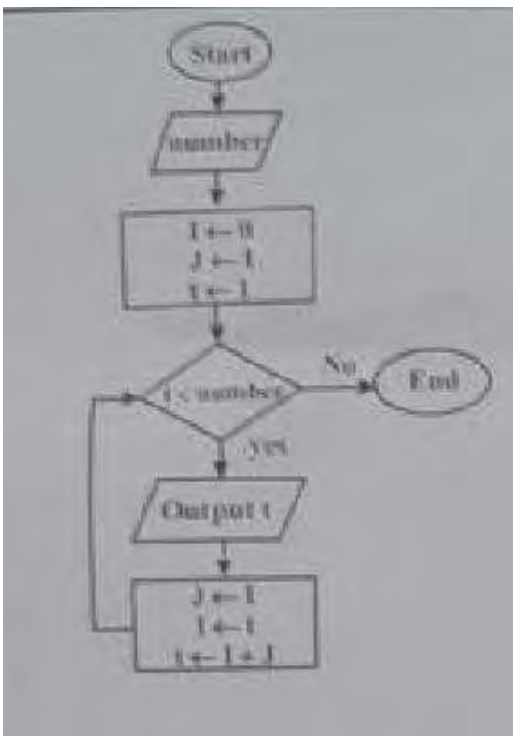 Start
number
I ← 0
J ← 1
t ← 1
t < number
No
End
yes
Output t
J ← I
I ← t
t ← I + J